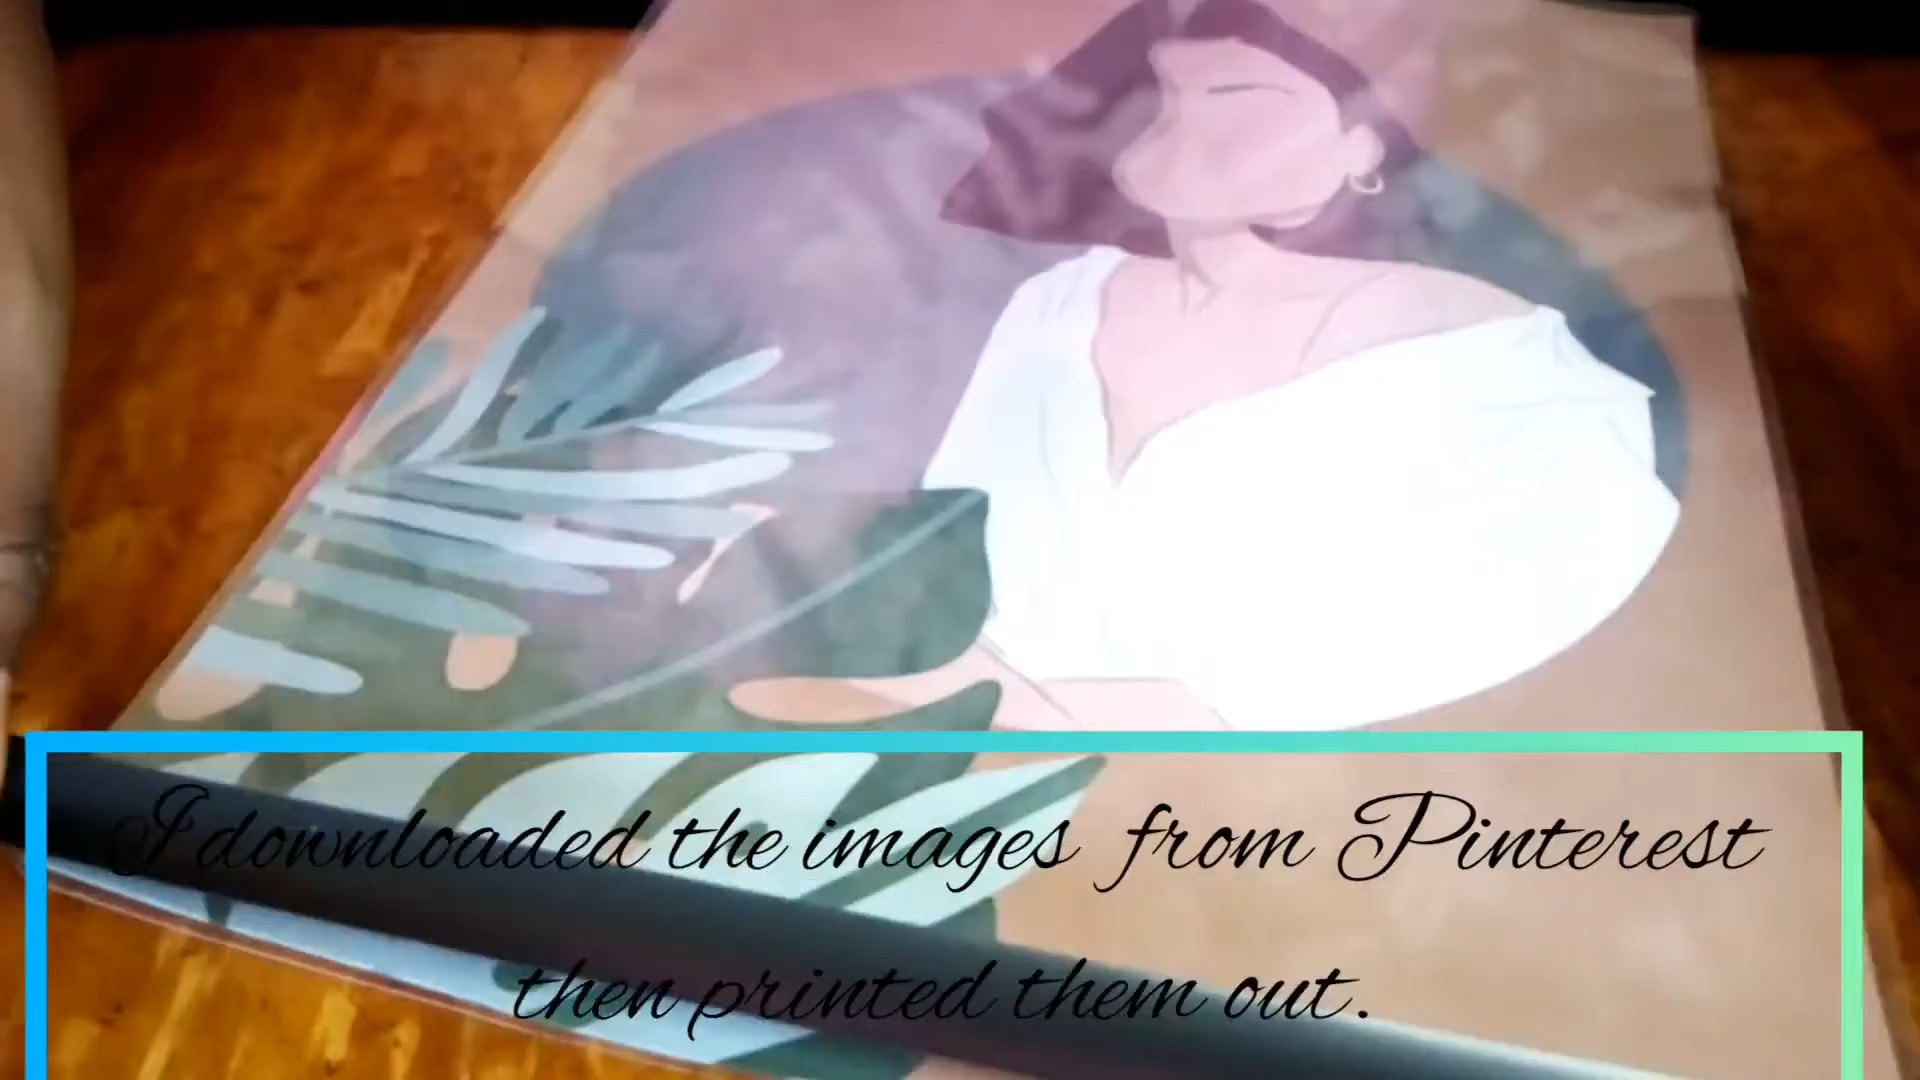 I downloaded the images from Pinterest
then printed them out.